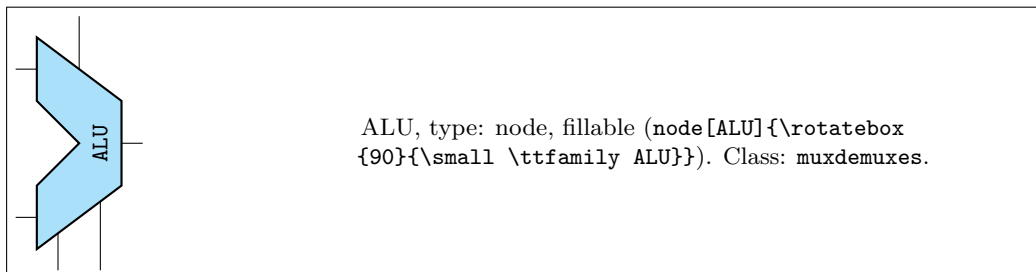 ALU
ALU, type: node, fillable (node[ALU]{\rotatebox
{90}{\small \ttfamily ALU}}). Class: muxdemuxes.